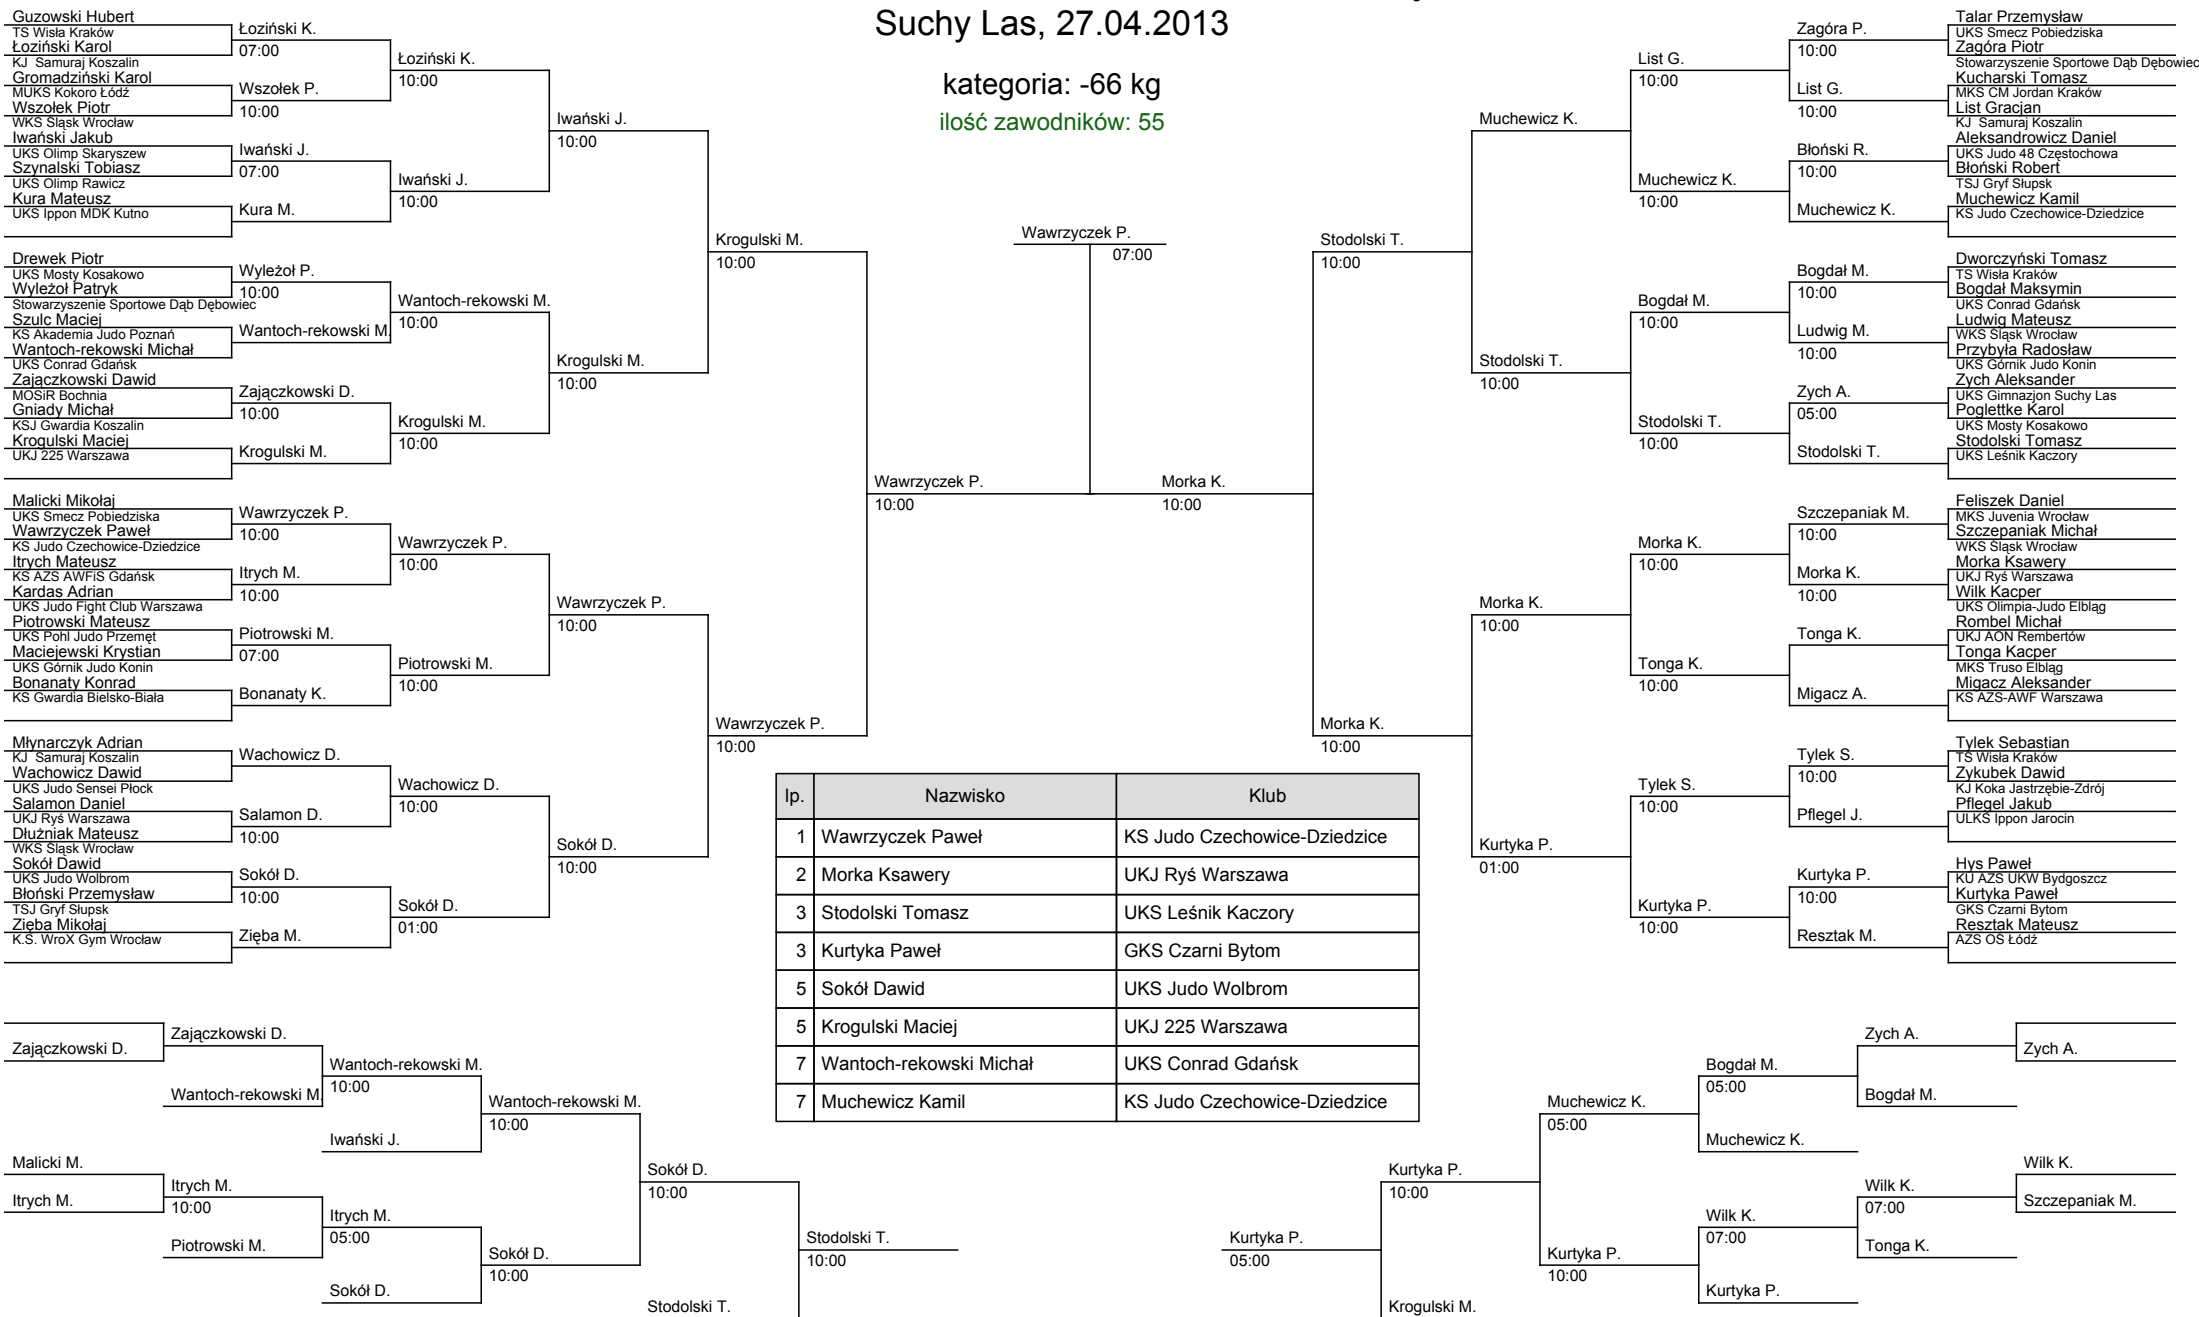 Suchy Las, 27.04.2013
kategoria: -66 kg
ilość zawodników: 55
Guzowski Hubert
TS Wisła Kraków
Łoziński Karol
KJ Samuraj Koszalin
Gromadziński Karol
MUKS Kokoro Łódź
Wszołek Piotr
WKS Śląsk Wrocław
Iwański Jakub
UKS Olimp Skaryszew
Szynalski Tobiasz
UKS Olimp Rawicz
Kura Mateusz
UKS Ippon MDK Kutno
Drewek Piotr
UKS Mosty Kosakowo
Wyleżoł Patryk
Stowarzyszenie Sportowe Dąb Dębowiec
Szulc Maciej
KS Akademia Judo Poznań
Wantoch-rekowski Michał
UKS Conrad Gdańsk
Zajączkowski Dawid
MOSiR Bochnia
Gniady Michał
KSJ Gwardia Koszalin
Krogulski Maciej
UKJ 225 Warszawa
Malicki Mikołaj
UKS Smecz Pobiedziska
Wawrzyczek Paweł
KS Judo Czechowice-Dziedzice
Itrych Mateusz
KS AZS AWFiS Gdańsk
Kardas Adrian
UKS Judo Fight Club Warszawa
Piotrowski Mateusz
UKS Pohl Judo Przemęt
Maciejewski Krystian
UKS Górnik Judo Konin
Bonanaty Konrad
KS Gwardia Bielsko-Biała
Młynarczyk Adrian
KJ Samuraj Koszalin
Wachowicz Dawid
UKS Judo Sensei Płock
Salamon Daniel
UKJ Ryś Warszawa
Dłużniak Mateusz
WKS Śląsk Wrocław
Sokół Dawid
UKS Judo Wolbrom
Błoński Przemysław
TSJ Gryf Słupsk
Zięba Mikołaj
K.S. WroX Gym Wrocław
Łoziński K.
07:00
Wszołek P.
10:00
Iwański J.
07:00
Kura M.
Wyleżoł P.
10:00
Wantoch-rekowski M.
Zajączkowski D.
10:00
Krogulski M.
Wawrzyczek P.
10:00
Itrych M.
10:00
Piotrowski M.
07:00
Bonanaty K.
Wachowicz D.
Salamon D.
10:00
Sokół D.
10:00
Zięba M.
Łoziński K.
10:00
Iwański J.
10:00
Wantoch-rekowski M.
10:00
Krogulski M.
10:00
Wawrzyczek P.
10:00
Piotrowski M.
10:00
Wachowicz D.
10:00
Sokół D.
01:00
Iwański J.
10:00
Krogulski M.
10:00
Wawrzyczek P.
10:00
Sokół D.
10:00
Krogulski M.
10:00
Wawrzyczek P.
10:00
Wawrzyczek P.
10:00
Wawrzyczek P.
07:00
Morka K.
10:00
Stodolski T.
10:00
Morka K.
10:00
Muchewicz K.
Stodolski T.
10:00
Morka K.
10:00
Kurtyka P.
01:00
List G.
10:00
Muchewicz K.
10:00
Bogdał M.
10:00
Stodolski T.
10:00
Morka K.
10:00
Tonga K.
10:00
Tylek S.
10:00
Kurtyka P.
10:00
Zagóra P.
10:00
List G.
10:00
Błoński R.
10:00
Muchewicz K.
Bogdał M.
10:00
Ludwig M.
10:00
Zych A.
05:00
Stodolski T.
Szczepaniak M.
10:00
Morka K.
10:00
Tonga K.
Migacz A.
Tylek S.
10:00
Pflegel J.
Kurtyka P.
10:00
Resztak M.
Talar Przemysław
UKS Smecz Pobiedziska
Zagóra Piotr
Stowarzyszenie Sportowe Dąb Dębowiec
Kucharski Tomasz
MKS CM Jordan Kraków
List Gracjan
KJ Samuraj Koszalin
Aleksandrowicz Daniel
UKS Judo 48 Częstochowa
Błoński Robert
TSJ Gryf Słupsk
Muchewicz Kamil
KS Judo Czechowice-Dziedzice
Dworczyński Tomasz
TS Wisła Kraków
Bogdał Maksymin
UKS Conrad Gdańsk
Ludwig Mateusz
WKS Śląsk Wrocław
Przybyła Radosław
UKS Górnik Judo Konin
Zych Aleksander
UKS Gimnazjon Suchy Las
Poglettke Karol
UKS Mosty Kosakowo
Stodolski Tomasz
UKS Leśnik Kaczory
Feliszek Daniel
MKS Juvenia Wrocław
Szczepaniak Michał
WKS Śląsk Wrocław
Morka Ksawery
UKJ Ryś Warszawa
Wilk Kacper
UKS Olimpia-Judo Elbląg
Rombel Michał
UKJ AON Rembertów
Tonga Kacper
MKS Truso Elbląg
Migacz Aleksander
KS AZS-AWF Warszawa
Tylek Sebastian
TS Wisła Kraków
Zykubek Dawid
KJ Koka Jastrzębie-Zdrój
Pflegel Jakub
ULKS Ippon Jarocin
Hys Paweł
KU AZS UKW Bydgoszcz
Kurtyka Paweł
GKS Czarni Bytom
Resztak Mateusz
AZS OŚ Łódź
lp. Nazwisko Klub
1 Wawrzyczek Paweł KS Judo Czechowice-Dziedzice
2 Morka Ksawery UKJ Ryś Warszawa
3 Stodolski Tomasz UKS Leśnik Kaczory
3 Kurtyka Paweł GKS Czarni Bytom
5 Sokół Dawid UKS Judo Wolbrom
5 Krogulski Maciej UKJ 225 Warszawa
7 Wantoch-rekowski Michał UKS Conrad Gdańsk
7 Muchewicz Kamil KS Judo Czechowice-Dziedzice
Zajączkowski D.
Malicki M.
Itrych M.
Zajączkowski D.
Wantoch-rekowski M.
Itrych M.
10:00
Piotrowski M.
Wantoch-rekowski M.
10:00
Iwański J.
Itrych M.
05:00
Sokół D.
Wantoch-rekowski M.
10:00
Sokół D.
10:00
Sokół D.
10:00
Stodolski T.
Stodolski T.
10:00
Kurtyka P.
05:00
Kurtyka P.
10:00
Krogulski M.
Muchewicz K.
05:00
Kurtyka P.
10:00
Bogdał M.
05:00
Muchewicz K.
Wilk K.
07:00
Kurtyka P.
Zych A.
Bogdał M.
Wilk K.
07:00
Tonga K.
Zych A.
Wilk K.
Szczepaniak M.